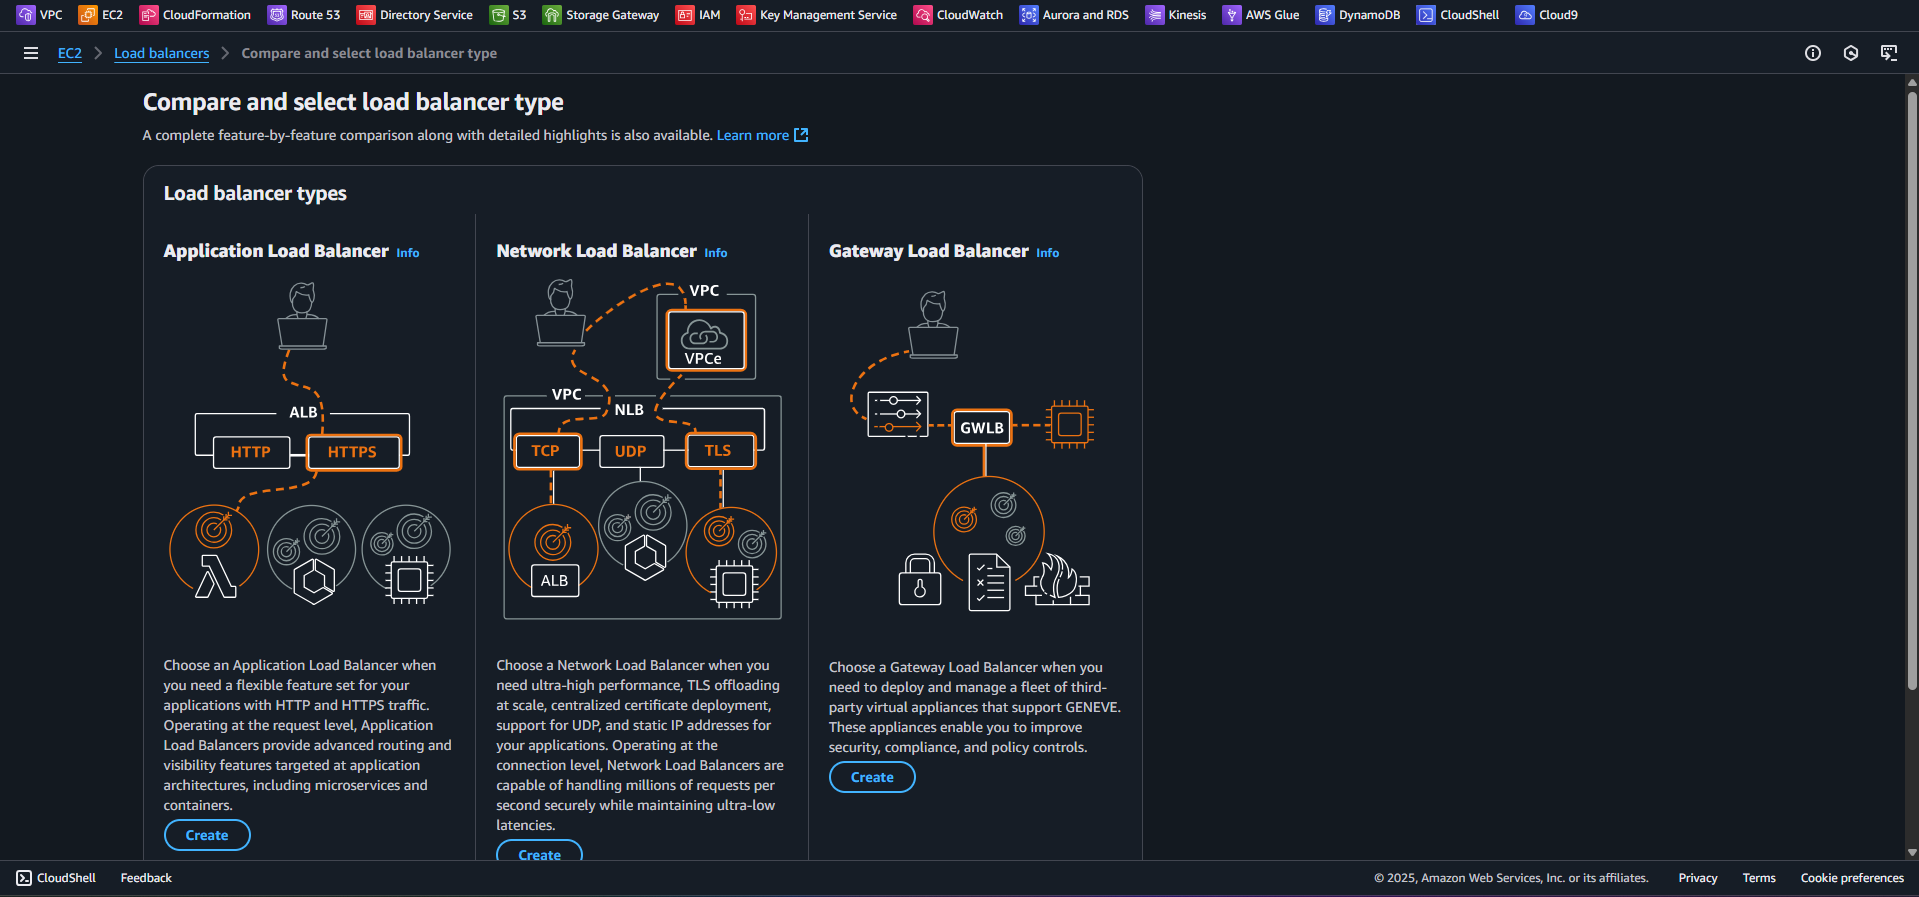 VPC EC2 CloudFormation Route 53 Directory Service S3 Storage Gateway IAM Key Management Service CloudWatch Aurora and RDS Kinesis AWS Glue DynamoDB CloudShell Cloud9
EC2 Load balancers Compare and select load balancer type
Compare and select load balancer type
A complete feature-by-feature comparison along with detailed highlights is also available. Learn more
Load balancer types
Application Load Balancer Info
ALB
HTTP HTTPS
Choose an Application Load Balancer when
you need a flexible feature set for your
applications with HTTP and HTTPS traffic.
Operating at the request level, Application
Load Balancers provide advanced routing and
visibility features targeted at application
architectures, including microservices and
containers.
Create
Network Load Balancer Info
VPC
VPCe
VPC
NLB
TCP UDP TLS
ALB
Choose a Network Load Balancer when you
need ultra-high performance, TLS offloading
at scale, centralized certificate deployment,
support for UDP, and static IP addresses for
your applications. Operating at the
connection level, Network Load Balancers are
capable of handling millions of requests per
second securely while maintaining ultra-low
latencies.
Create
Gateway Load Balancer Info
GWLB
Choose a Gateway Load Balancer when you
need to deploy and manage a fleet of third-
party virtual appliances that support GENEVE.
These appliances enable you to improve
security, compliance, and policy controls.
Create
CloudShell Feedback © 2025, Amazon Web Services, Inc. or its affiliates. Privacy Terms Cookie preferences